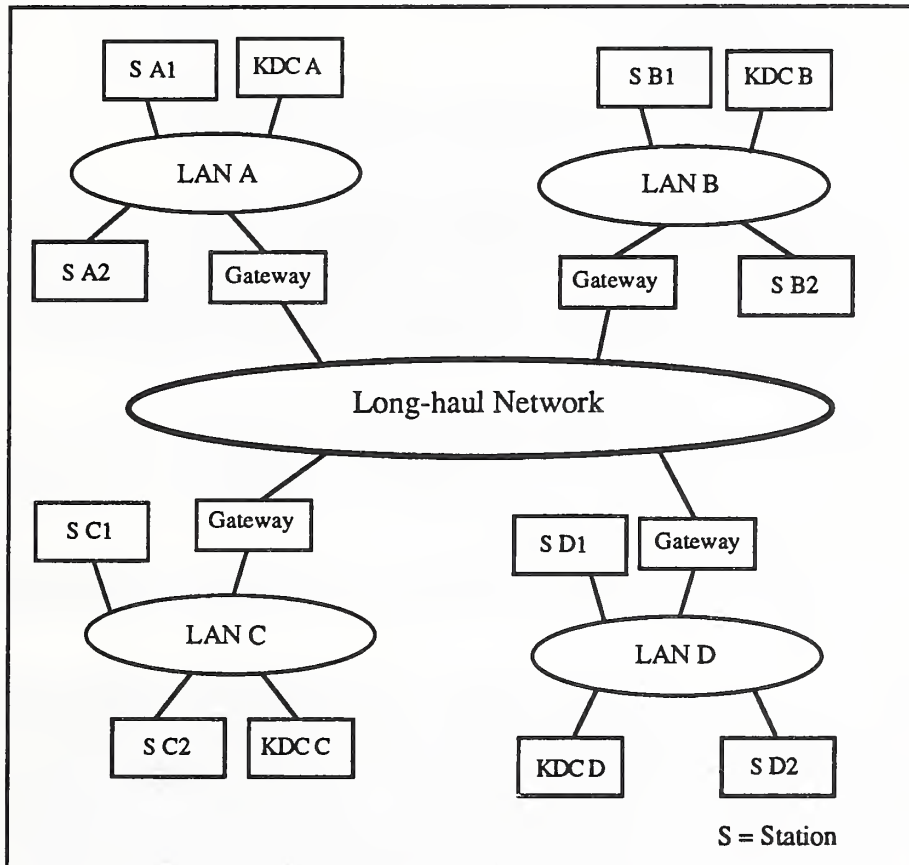 S A1
KDC A
S B1
KDC B
LAN A
LAN B
S A2
Gateway
Gateway
S B2
Long-haul Network
S C1
Gateway
S D1
Gateway
LAN C
LAN D
S C2
KDC C
KDC D
S D2
S = Station